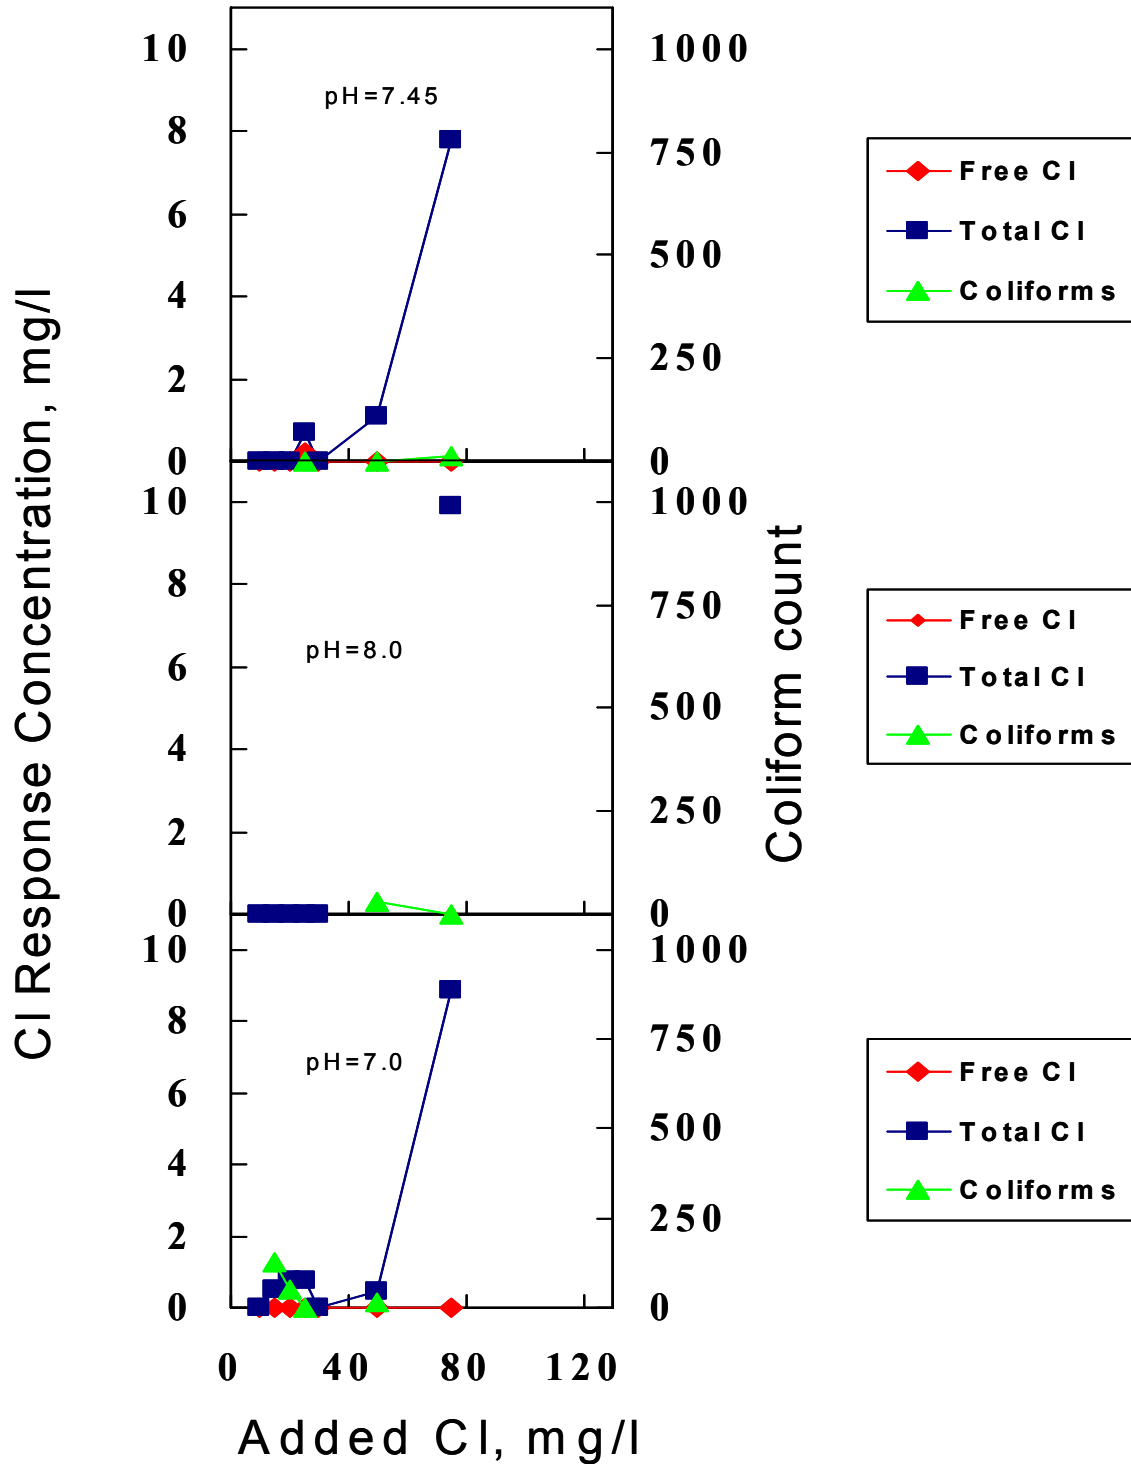 Cl Response Concentration, mg/l
10
8
6
4
2
0
pH=7.45
1000
750
500
250
0
Free Cl
Total Cl
Coliforms
10
8
6
4
2
0
pH=8.0
1000
750
500
250
0
Coliform count
Free Cl
Total Cl
Coliforms
10
8
6
4
2
0
pH=7.0
1000
750
500
250
0
Free Cl
Total Cl
Coliforms
0 40 80 120
Added Cl, mg/l